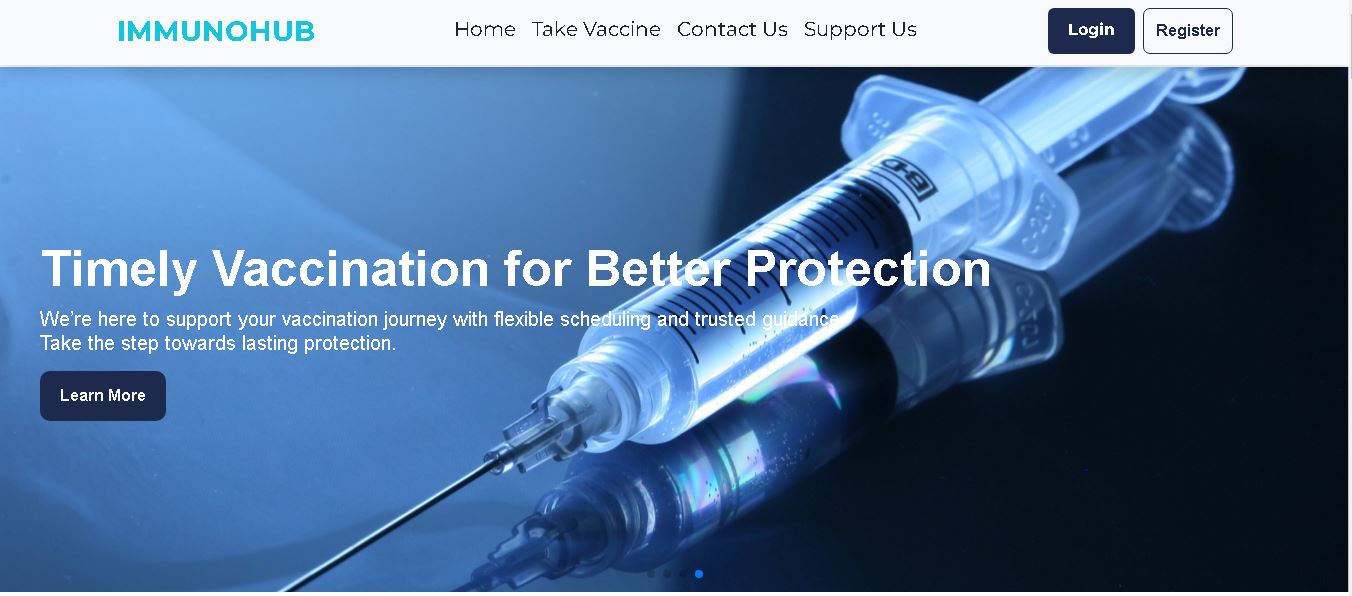 IMMUNOHUB
Home Take Vaccine Contact Us Support Us
Login
Register
B-D
Timely Vaccination for Better Protection
We're here to support your vaccination journey with flexible scheduling and trusted guidance.
Take the step towards lasting protection.
Learn More